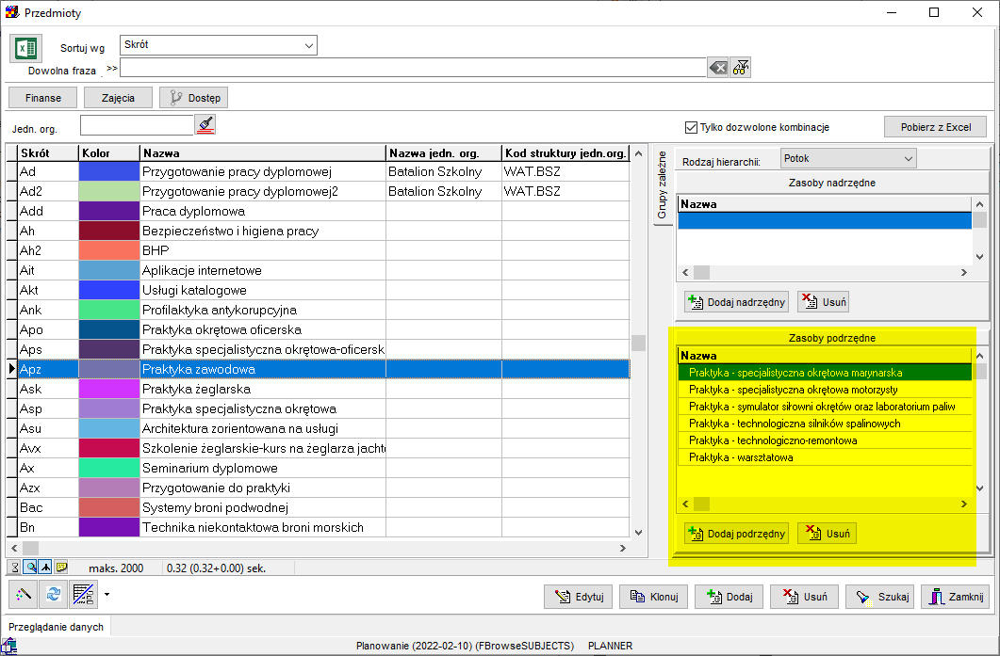 Przedmioty
Sortuj wg
Skrót
Dowolna fraza
>>
Finanse
Zajęcia
Dostęp
Jedn. org.
Tylko dozwolone kombinacje
Pobierz z Excel
Skrót Kolor Nazwa Nazwa jedn. org. Kod struktury jedn.org.
Ad Przygotowanie pracy dyplomowej Batalion Szkolny WAT.BSZ
Ad2 Przygotowanie pracy dyplomowej2 Batalion Szkolny WAT.BSZ
Add Praca dyplomowa
Ah Bezpieczeństwo i higiena pracy
Ah2 BHP
Ait Aplikacje internetowe
Akt Usługi katalogowe
Ank Profilaktyka antykorupcyjna
Apo Praktyka okrętowa oficerska
Aps Praktyka specjalistyczna okrętowa-oficersk
Apz Praktyka zawodowa
Ask Praktyka żeglarska
Asp Praktyka specjalistyczna okrętowa
Asu Architektura zorientowana na usługi
Avx Szkolenie żeglarskie-kurs na żeglarza jacht
Ax Seminarium dyplomowe
Azx Przygotowanie do praktyki
Bac Systemy broni podwodnej
Bn Technika niekontaktowa broni morskich
Grupy zależne
Rodzaj hierarchii:
Potok
Zasoby nadrzędne
Nazwa
Dodaj nadrzędny
Usuń
Zasoby podrzędne
Nazwa
Praktyka - specjalistyczna okrętowa marynarska
Praktyka - specjalistyczna okrętowa motorzysty
Praktyka - symulator siłowni okrętów oraz laboratorium paliw
Praktyka - technologiczna silników spalinowych
Praktyka - technologiczno-remontowa
Praktyka - warsztatowa
Dodaj podrzędny
Usuń
maks. 2000
0.32 (0.32+0.00) sek.
Edytuj
Klonuj
Dodaj
Usuń
Szukaj
Zamknij
Przeglądanie danych
Planowanie (2022-02-10) (FBrowseSUBJECTS) PLANNER